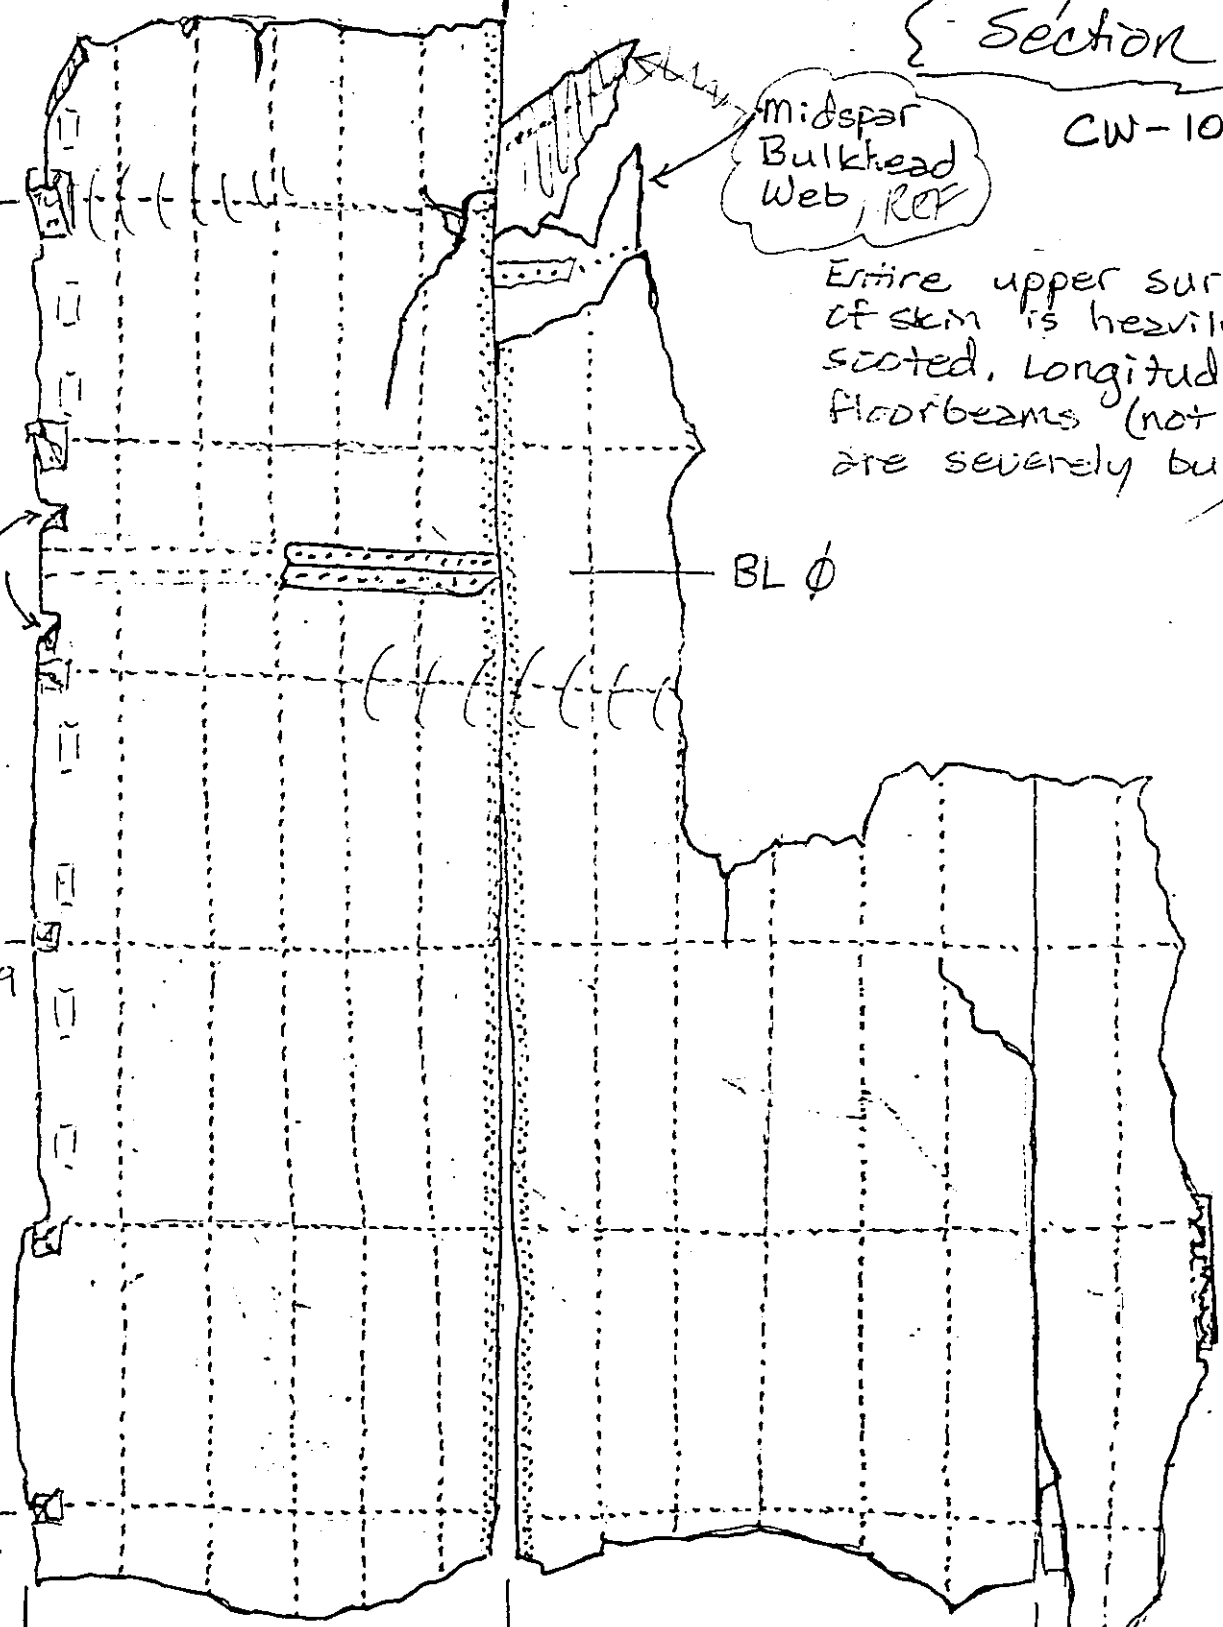 Section
CW-10
Midspar
Bulkhead
Web, REF
Entire upper sur
of skin is heavil
sooted. Longitud
floorbeams (not
are severely bu
BL Ø
9